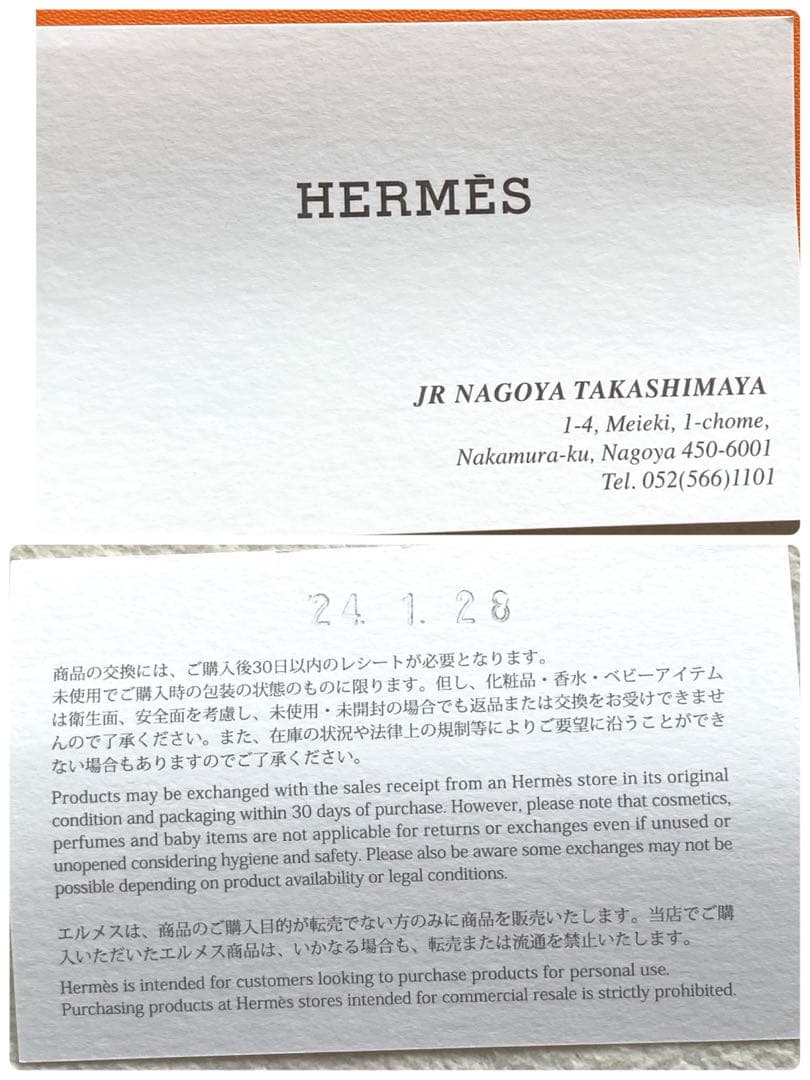 HERMÈS
JR NAGOYA TAKASHIMAYA
1-4, Meieki, 1-chome,
Nakamura-ku, Nagoya 450-6001
Tel. 052(566)1101
24. 1. 28
商品の交換には、ご購入後30日以内のレシートが必要となります。
未使用でご購入時の包装の状態のものに限ります。但し、化粧品・香水・ベビーアイテム
は衛生面、安全面を考慮し、未使用・未開封の場合でも返品または交換をお受けできませ
んので了承ください。また、在庫の状況や法律上の規制等によりご要望に沿うことができ
ない場合もありますのでご了承ください。
Products may be exchanged with the sales receipt from an Hermès store in its original
condition and packaging within 30 days of purchase. However, please note that cosmetics,
perfumes and baby items are not applicable for returns or exchanges even if unused or
unopened considering hygiene and safety. Please also be aware some exchanges may not be
possible depending on product availability or legal conditions.
エルメスは、商品のご購入目的が転売でない方のみに商品を販売いたします。当店でご購
入いただいたエルメス商品は、いかなる場合も、転売または流通を禁止いたします。
Hermès is intended for customers looking to purchase products for personal use.
Purchasing products at Hermès stores intended for commercial resale is strictly prohibited.